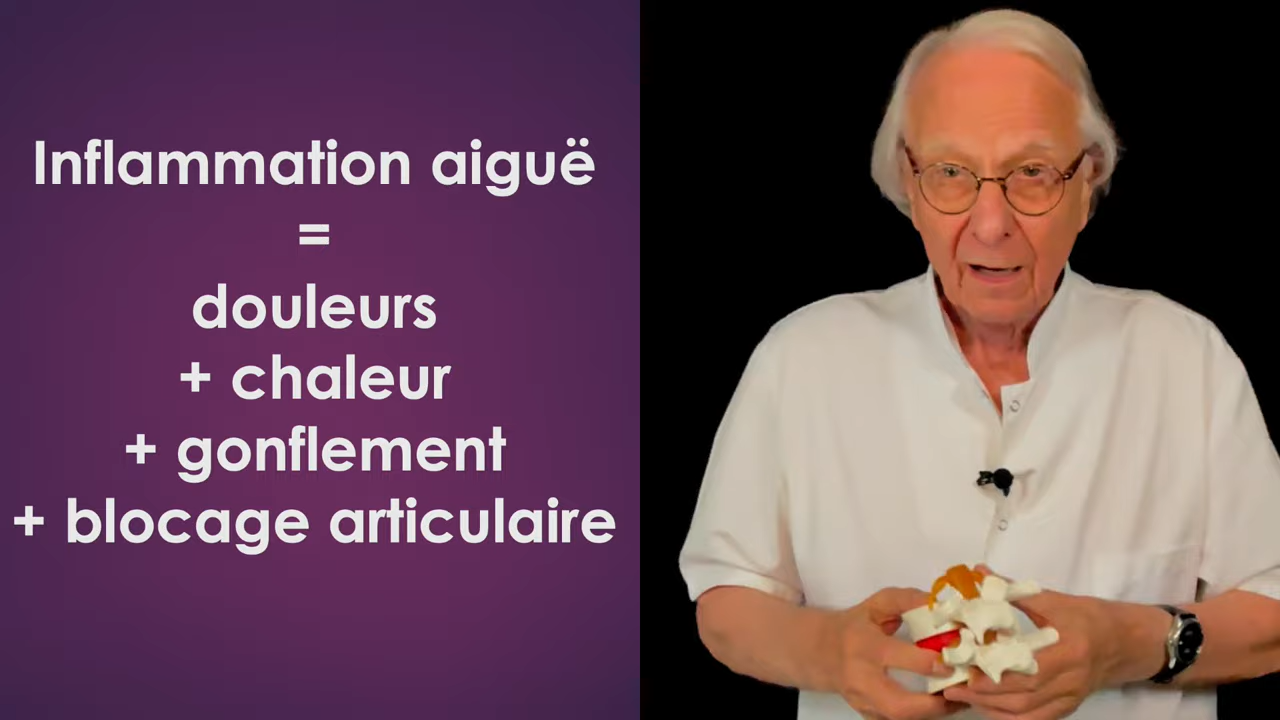 Inflammation aiguë
=
douleurs
+ chaleur
+ gonflement
+ blocage articulaire